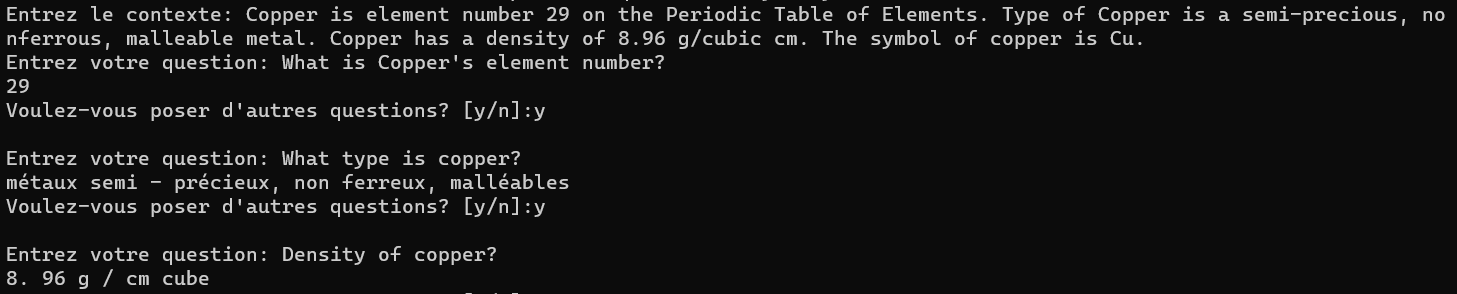 Entrez le contexte: Copper is element number 29 on the Periodic Table of Elements. Type of Copper is a semi-precious, no
nferrous, malleable metal. Copper has a density of 8.96 g/cubic cm. The symbol of copper is Cu.
Entrez votre question: What is Copper's element number?
29
Voulez-vous poser d'autres questions? [y/n]:y
Entrez votre question: What type is copper?
métaux semi - précieux, non ferreux, malléables
Voulez-vous poser d'autres questions? [y/n]:y
Entrez votre question: Density of copper?
8. 96 g / cm cube